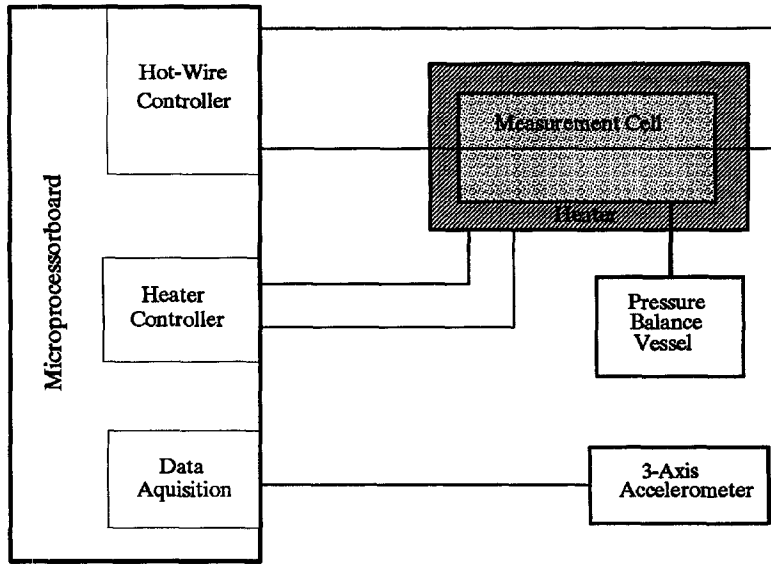 Microprocessorboard
Hot-Wire
Controller
Measurement Cell
Heater
Heater
Controller
Pressure
Balance
Vessel
Data
Aquisition
3-Axis
Accelerometer